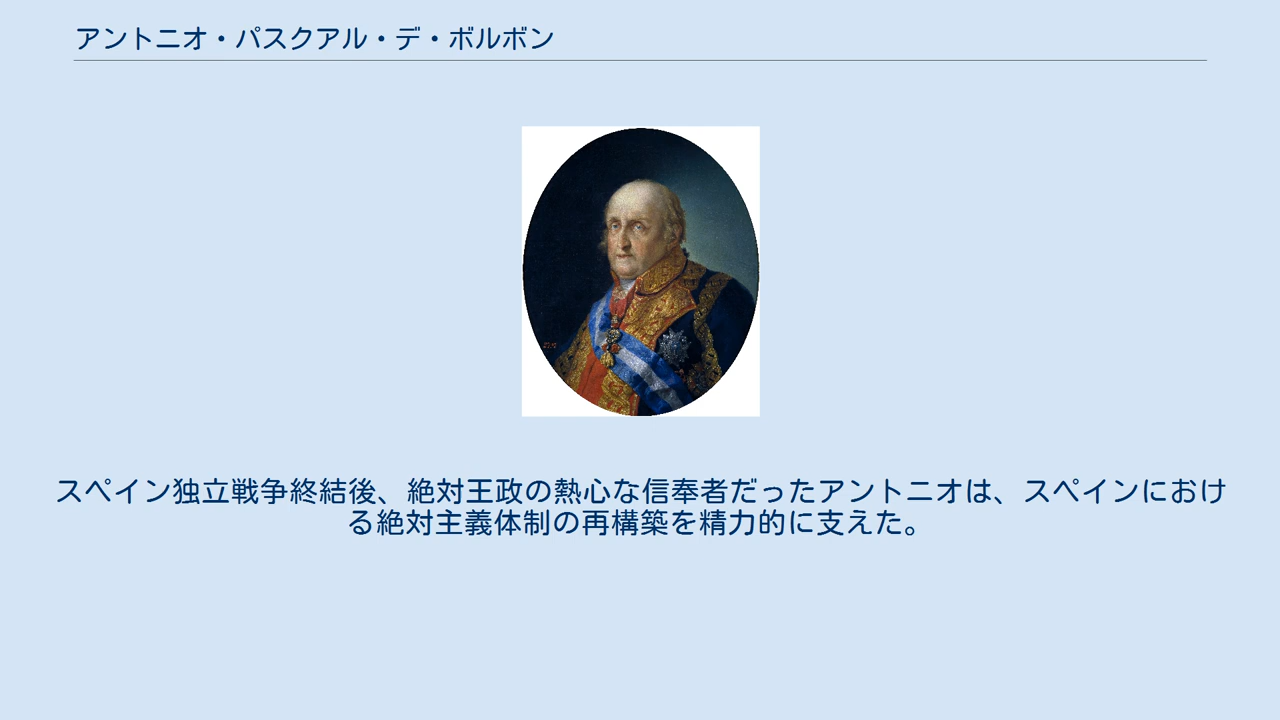 アントニオ・パスクアル・デ・ボルボン
スペイン独立戦争終結後、絶対王政の熱心な信奉者だったアントニオは、スペインにおけ
る絶対主義体制の再構築を精力的に支えた。